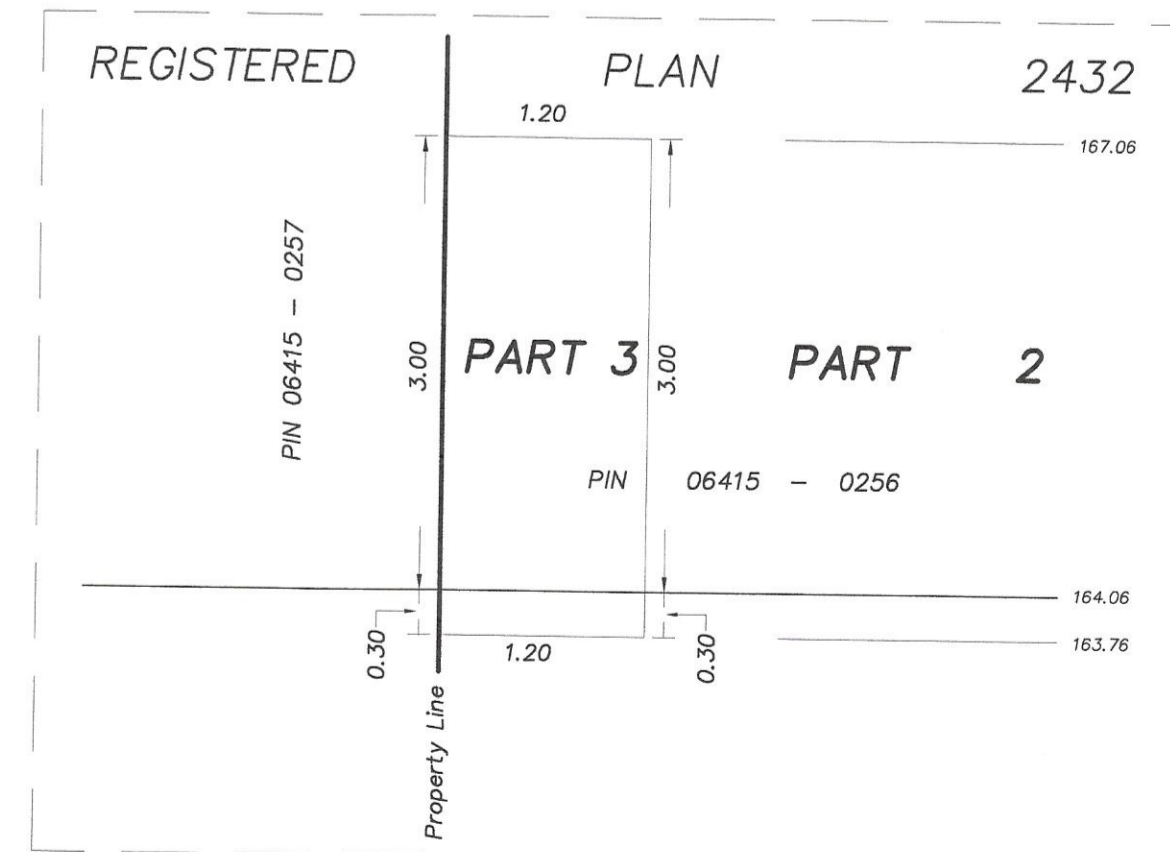 REGISTERED PLAN 2432
1.20
167.06
PIN 06415 - 0257
3.00
PART 3
3.00
PART 2
PIN 06415 - 0256
164.06
0.30
1.20
0.30
163.76
Property Line